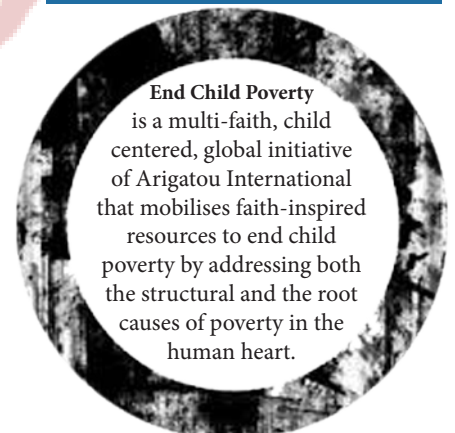 End Child Poverty
is a multi-faith, child
centered, global initiative
of Arigatou International
that mobilises faith-inspired
resources to end child
poverty by addressing both
the structural and the root
causes of poverty in the
human heart.